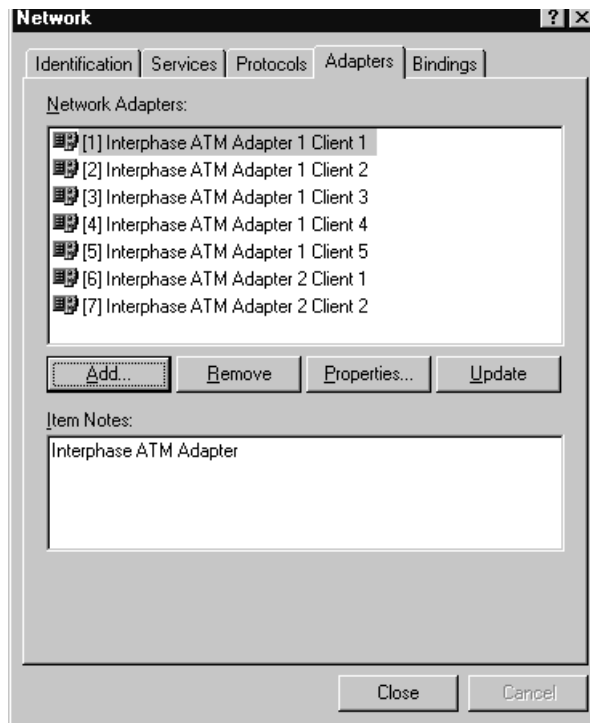 Network
Identification Services Protocols Adapters Bindings
Network Adapters:
[1] Interphase ATM Adapter 1 Client 1
[2] Interphase ATM Adapter 1 Client 2
[3] Interphase ATM Adapter 1 Client 3
[4] Interphase ATM Adapter 1 Client 4
[5] Interphase ATM Adapter 1 Client 5
[6] Interphase ATM Adapter 2 Client 1
[7] Interphase ATM Adapter 2 Client 2
Add... Remove Properties... Update
Item Notes:
Interphase ATM Adapter
Close Cancel